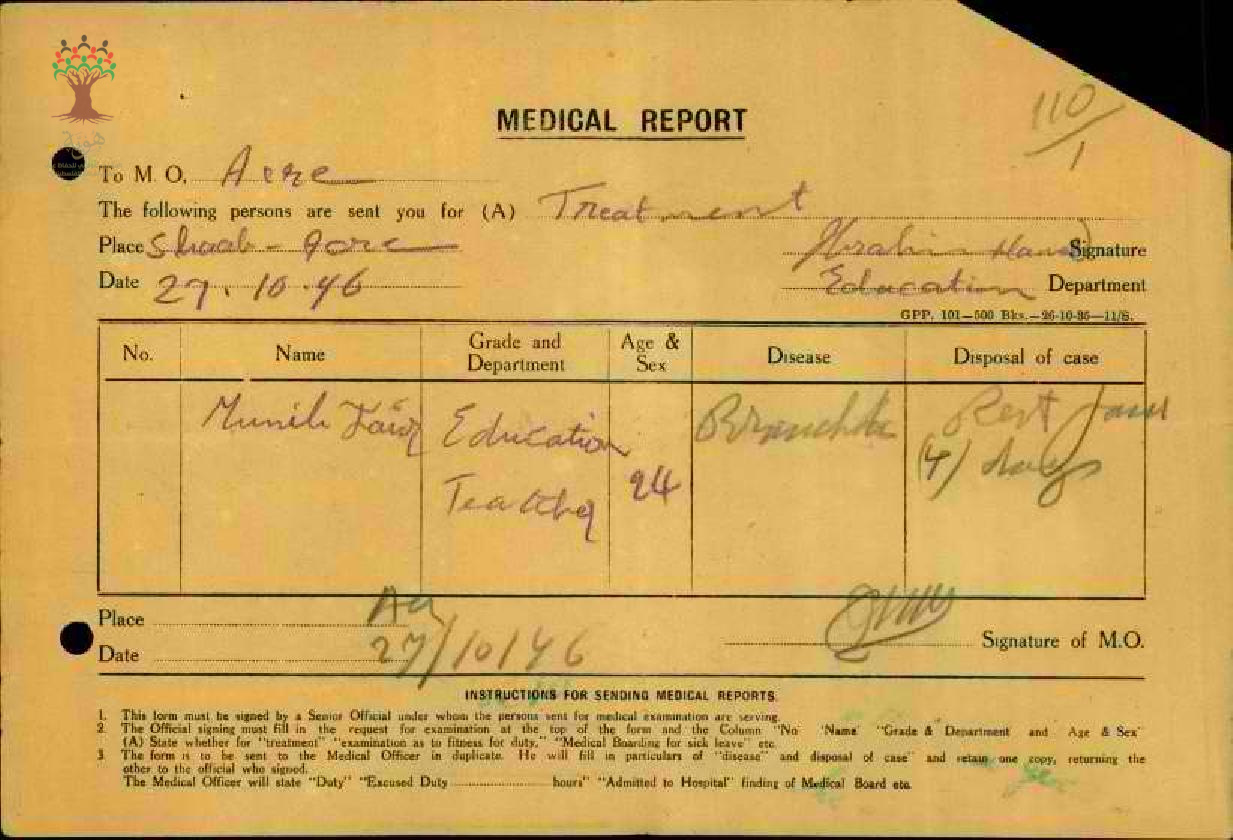 110/1
MEDICAL REPORT
To M. O. Acre
The following persons are sent you for (A) Treatment
Place Shaab - Acre
Signature
Date 27.10.46
Education Department
GPP. 101—500 Bks.—26-10-35—11/S.
No. Name Grade and Department Age & Sex Disease Disposal of case
Munib Education Rest four
Teacher 24 (4) days
Place
Date 27/10/46
Signature of M.O.
INSTRUCTIONS FOR SENDING MEDICAL REPORTS.
1. This form must be signed by a Senior Official under whom the persons sent for medical examination are serving.
2. The Official signing must fill in the request for examination at the top of the form and the Column "No "Name" "Grade & Department and Age & Sex"
(A) State whether for "treatment" "examination as to fitness for duty," "Medical Boarding for sick leave" etc.
3. The form is to be sent to the Medical Officer in duplicate. He will fill in particulars of "disease" and disposal of case" and retain one copy, returning the
other to the official who signed.
The Medical Officer will state "Duty" "Excused Duty ........ hours" "Admitted to Hospital" finding of Medical Board etc.